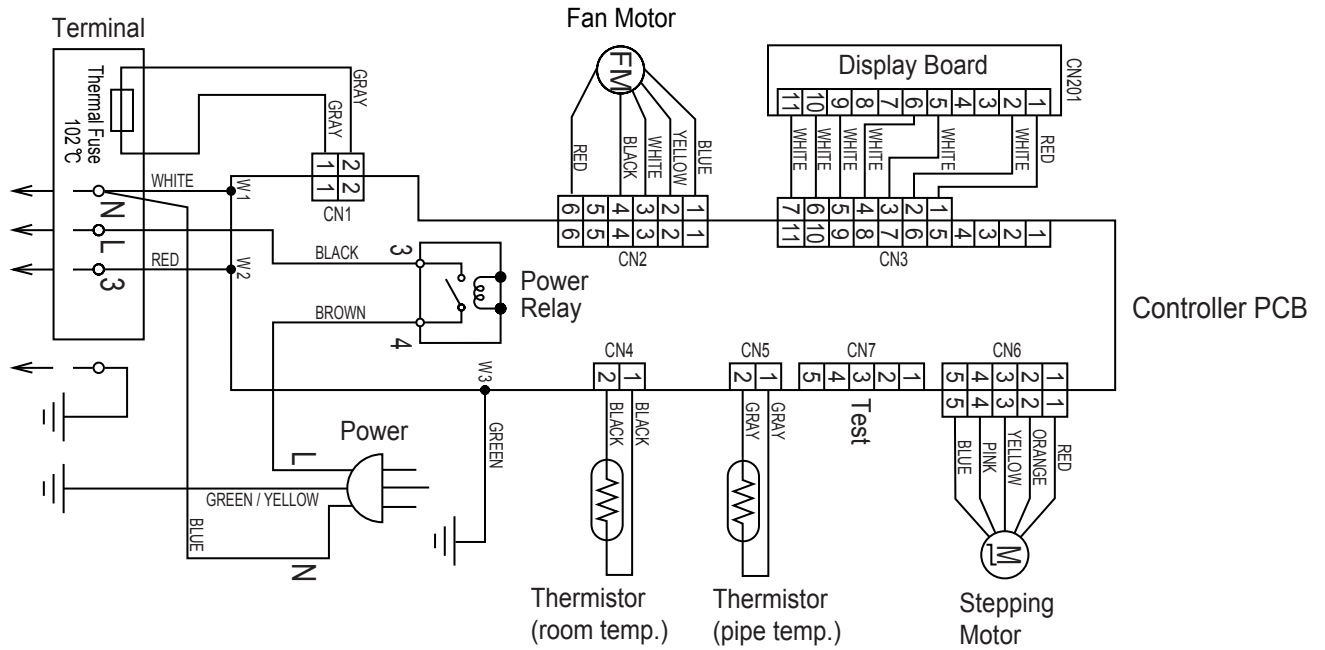 Terminal
Thermal Fuse
102 ℃
GRAY
GRAY
1 2
1 2
CN1
WHITE
W1
N
L
BLACK
RED
W2
3
3
BROWN
4
Power
Relay
Fan Motor
FM
RED
BLACK
WHITE
YELLOW
BLUE
6 5 4 3 2 1
6 5 4 3 2 1
CN2
Display Board
CN201
11 10 9 8 7 6 5 4 3 2 1
WHITE
WHITE
WHITE
WHITE
WHITE
WHITE
RED
7 6 5 4 3 2 1
11 10 9 8 7 6 5 4 3 2 1
CN3
Controller PCB
W3
GREEN
Power
L
GREEN / YELLOW
BLUE
N
CN4
2 1
BLACK
BLACK
Thermistor
(room temp.)
CN5
2 1
GRAY
GRAY
Thermistor
(pipe temp.)
CN7
5 4 3 2 1
Test
CN6
5 4 3 2 1
5 4 3 2 1
BLUE
PINK
YELLOW
ORANGE
RED
M
Stepping
Motor